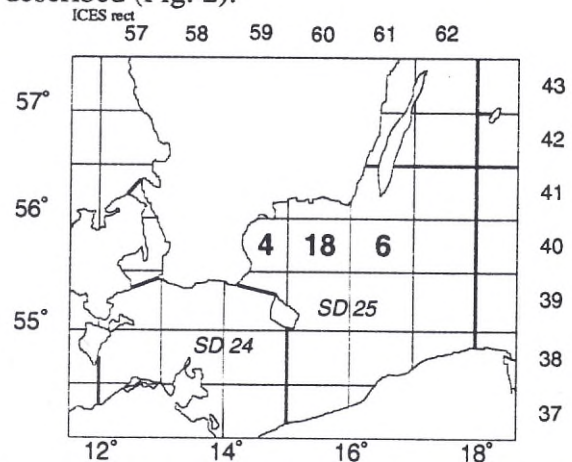 described (Fig. 2).
ICES rect
57 58 59 60 61 62
57° 43
42
56° 41
4 18 6 40
SD 25 39
55°
SD 24 38
37
12° 14° 16° 18°